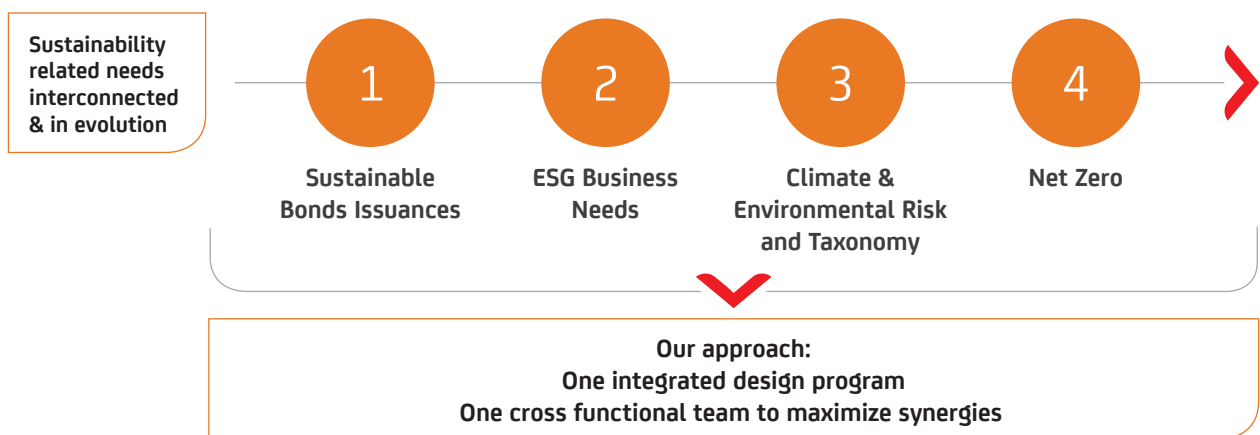 Sustainability
related needs
interconnected
& in evolution
1
2
3
4
Sustainable
Bonds Issuances
ESG Business
Needs
Climate &
Environmental Risk
and Taxonomy
Net Zero
Our approach:
One integrated design program
One cross functional team to maximize synergies